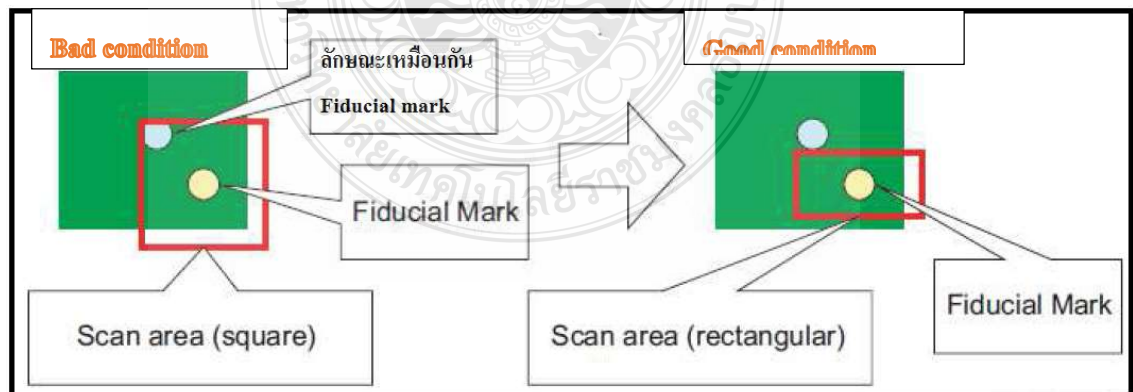 Bad condition
Good condition
ลักษณะเหมือนกัน
Fiducial mark
Fiducial Mark
Scan area (square)
Scan area (rectangular)
Fiducial Mark